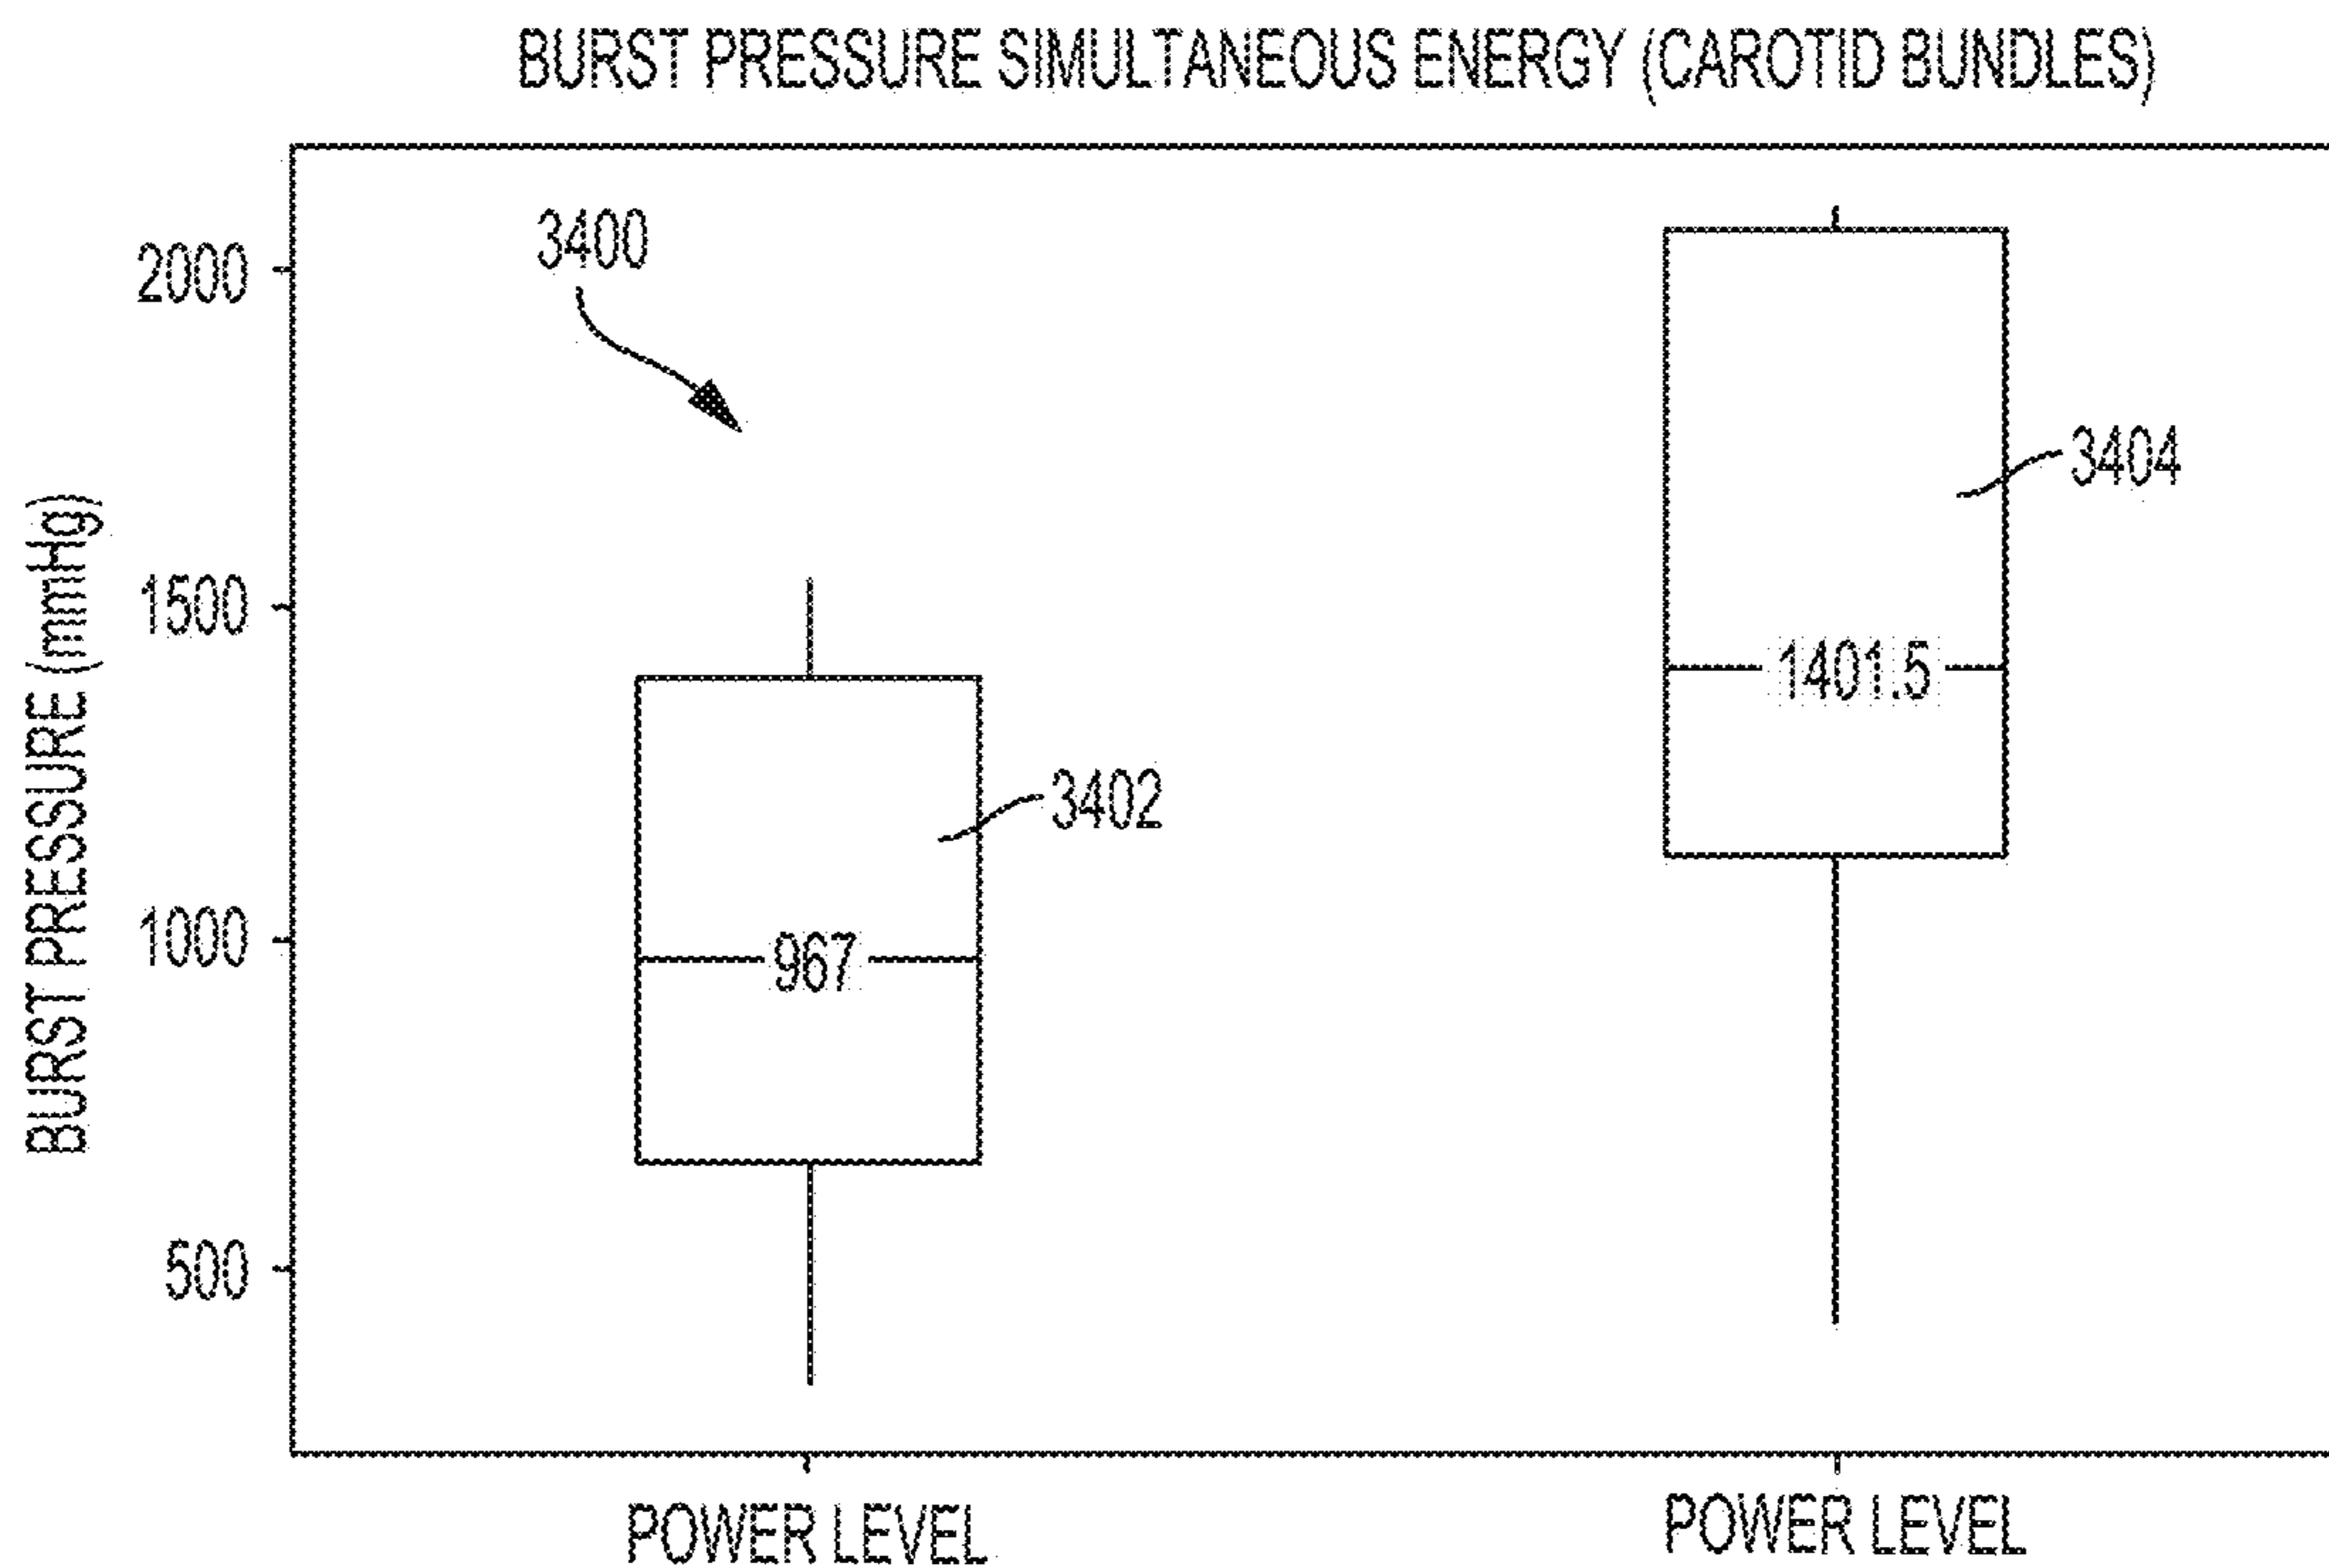 BURST PRESSURE SIMULTANEOUS ENERGY (CAROTID BUNDLES)
BURST PRESSURE (mmHg)
2000
1500
1000
500
3400
3404
1401.5
3402
967
POWER LEVEL
POWER LEVEL